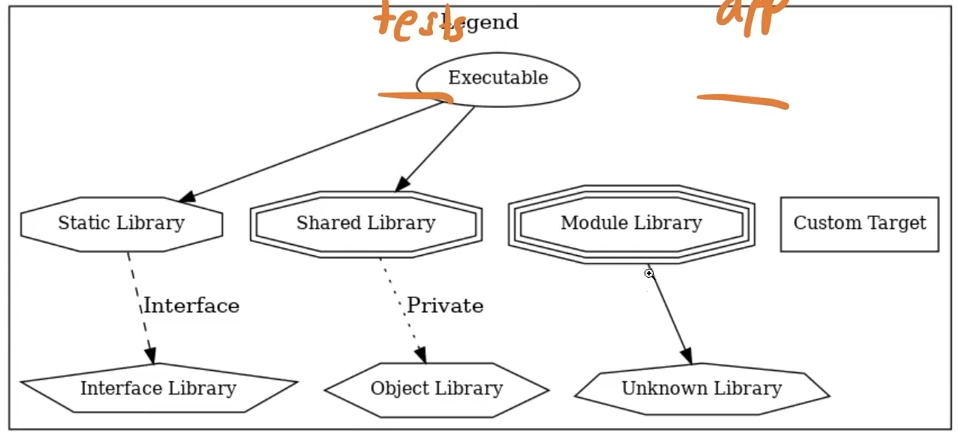 tests app
Legend
Executable
Static Library Shared Library Module Library Custom Target
Interface Private
Interface Library Object Library Unknown Library